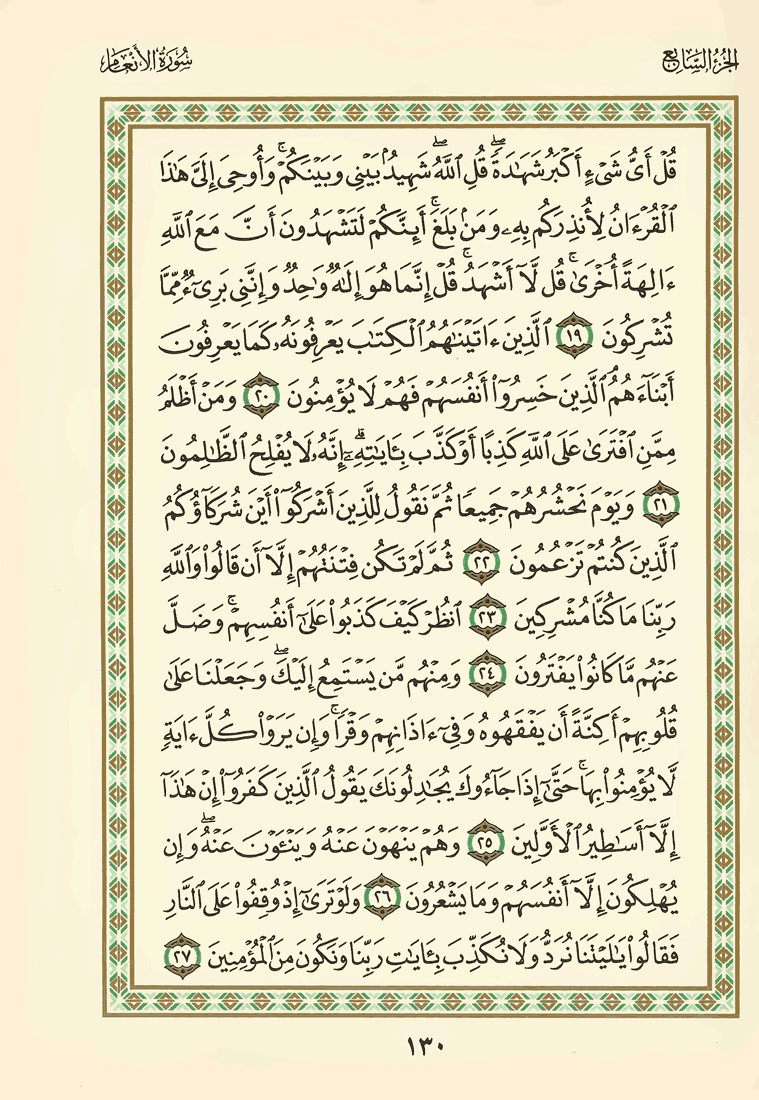 الجزء السابع
سورة الأنعام
قُلْ أَىُّ شَىْءٍ أَكْبَرُ شَهَٰدَةً ۖ قُلِ ٱللَّهُ ۖ شَهِيدٌۢ بَيْنِى وَبَيْنَكُمْ ۚ وَأُوحِىَ إِلَىَّ هَٰذَا
ٱلْقُرْءَانُ لِأُنذِرَكُم بِهِۦ وَمَنۢ بَلَغَ ۚ أَئِنَّكُمْ لَتَشْهَدُونَ أَنَّ مَعَ ٱللَّهِ
ءَالِهَةً أُخْرَىٰ ۚ قُل لَّآ أَشْهَدُ ۚ قُلْ إِنَّمَا هُوَ إِلَٰهٌ وَٰحِدٌ وَإِنَّنِى بَرِىٓءٌ مِّمَّا
تُشْرِكُونَ ١٩ ٱلَّذِينَ ءَاتَيْنَٰهُمُ ٱلْكِتَٰبَ يَعْرِفُونَهُۥ كَمَا يَعْرِفُونَ
أَبْنَآءَهُمُ ٱلَّذِينَ خَسِرُوٓا۟ أَنفُسَهُمْ فَهُمْ لَا يُؤْمِنُونَ ٢٠ وَمَنْ أَظْلَمُ
مِمَّنِ ٱفْتَرَىٰ عَلَى ٱللَّهِ كَذِبًا أَوْ كَذَّبَ بِـَٔايَٰتِهِۦٓ ۗ إِنَّهُۥ لَا يُفْلِحُ ٱلظَّٰلِمُونَ
٢١ وَيَوْمَ نَحْشُرُهُمْ جَمِيعًا ثُمَّ نَقُولُ لِلَّذِينَ أَشْرَكُوٓا۟ أَيْنَ شُرَكَآؤُكُمُ
ٱلَّذِينَ كُنتُمْ تَزْعُمُونَ ٢٢ ثُمَّ لَمْ تَكُن فِتْنَتُهُمْ إِلَّآ أَن قَالُوا۟ وَٱللَّهِ
رَبِّنَا مَا كُنَّا مُشْرِكِينَ ٢٣ ٱنظُرْ كَيْفَ كَذَبُوا۟ عَلَىٰٓ أَنفُسِهِمْ ۚ وَضَلَّ
عَنْهُم مَّا كَانُوا۟ يَفْتَرُونَ ٢٤ وَمِنْهُم مَّن يَسْتَمِعُ إِلَيْكَ ۖ وَجَعَلْنَا عَلَىٰ
قُلُوبِهِمْ أَكِنَّةً أَن يَفْقَهُوهُ وَفِىٓ ءَاذَانِهِمْ وَقْرًا ۚ وَإِن يَرَوْا۟ كُلَّ ءَايَةٍ
لَّا يُؤْمِنُوا۟ بِهَا ۚ حَتَّىٰٓ إِذَا جَآءُوكَ يُجَٰدِلُونَكَ يَقُولُ ٱلَّذِينَ كَفَرُوٓا۟ إِنْ هَٰذَآ
إِلَّآ أَسَٰطِيرُ ٱلْأَوَّلِينَ ٢٥ وَهُمْ يَنْهَوْنَ عَنْهُ وَيَنْـَٔوْنَ عَنْهُ ۖ وَإِن
يُهْلِكُونَ إِلَّآ أَنفُسَهُمْ وَمَا يَشْعُرُونَ ٢٦ وَلَوْ تَرَىٰٓ إِذْ وُقِفُوا۟ عَلَى ٱلنَّارِ
فَقَالُوا۟ يَٰلَيْتَنَا نُرَدُّ وَلَا نُكَذِّبَ بِـَٔايَٰتِ رَبِّنَا وَنَكُونَ مِنَ ٱلْمُؤْمِنِينَ ٢٧
١٣٠